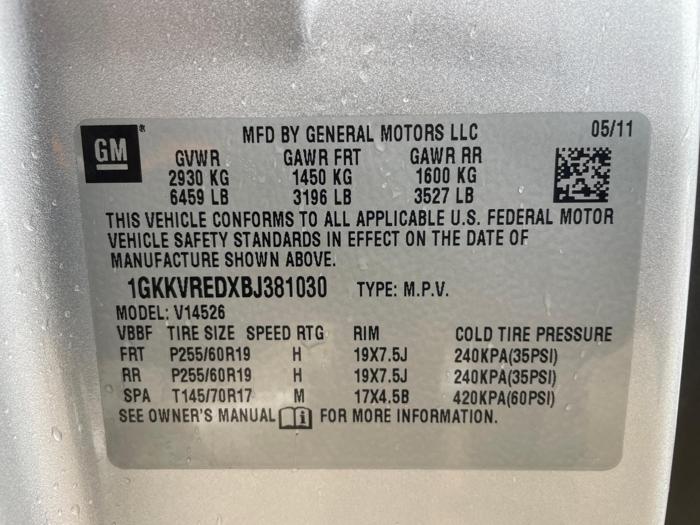 GM®
MFD BY GENERAL MOTORS LLC 05/11
GVWR GAWR FRT GAWR RR
2930 KG 1450 KG 1600 KG
6459 LB 3196 LB 3527 LB
THIS VEHICLE CONFORMS TO ALL APPLICABLE U.S. FEDERAL MOTOR
VEHICLE SAFETY STANDARDS IN EFFECT ON THE DATE OF
MANUFACTURE SHOWN ABOVE.
1GKKVREDXBJ381030 TYPE: M.P.V.
MODEL: V14526
VBBF TIRE SIZE SPEED RTG RIM COLD TIRE PRESSURE
FRT P255/60R19 H 19X7.5J 240KPA(35PSI)
RR P255/60R19 H 19X7.5J 240KPA(35PSI)
SPA T145/70R17 M 17X4.5B 420KPA(60PSI)
SEE OWNER'S MANUAL FOR MORE INFORMATION.